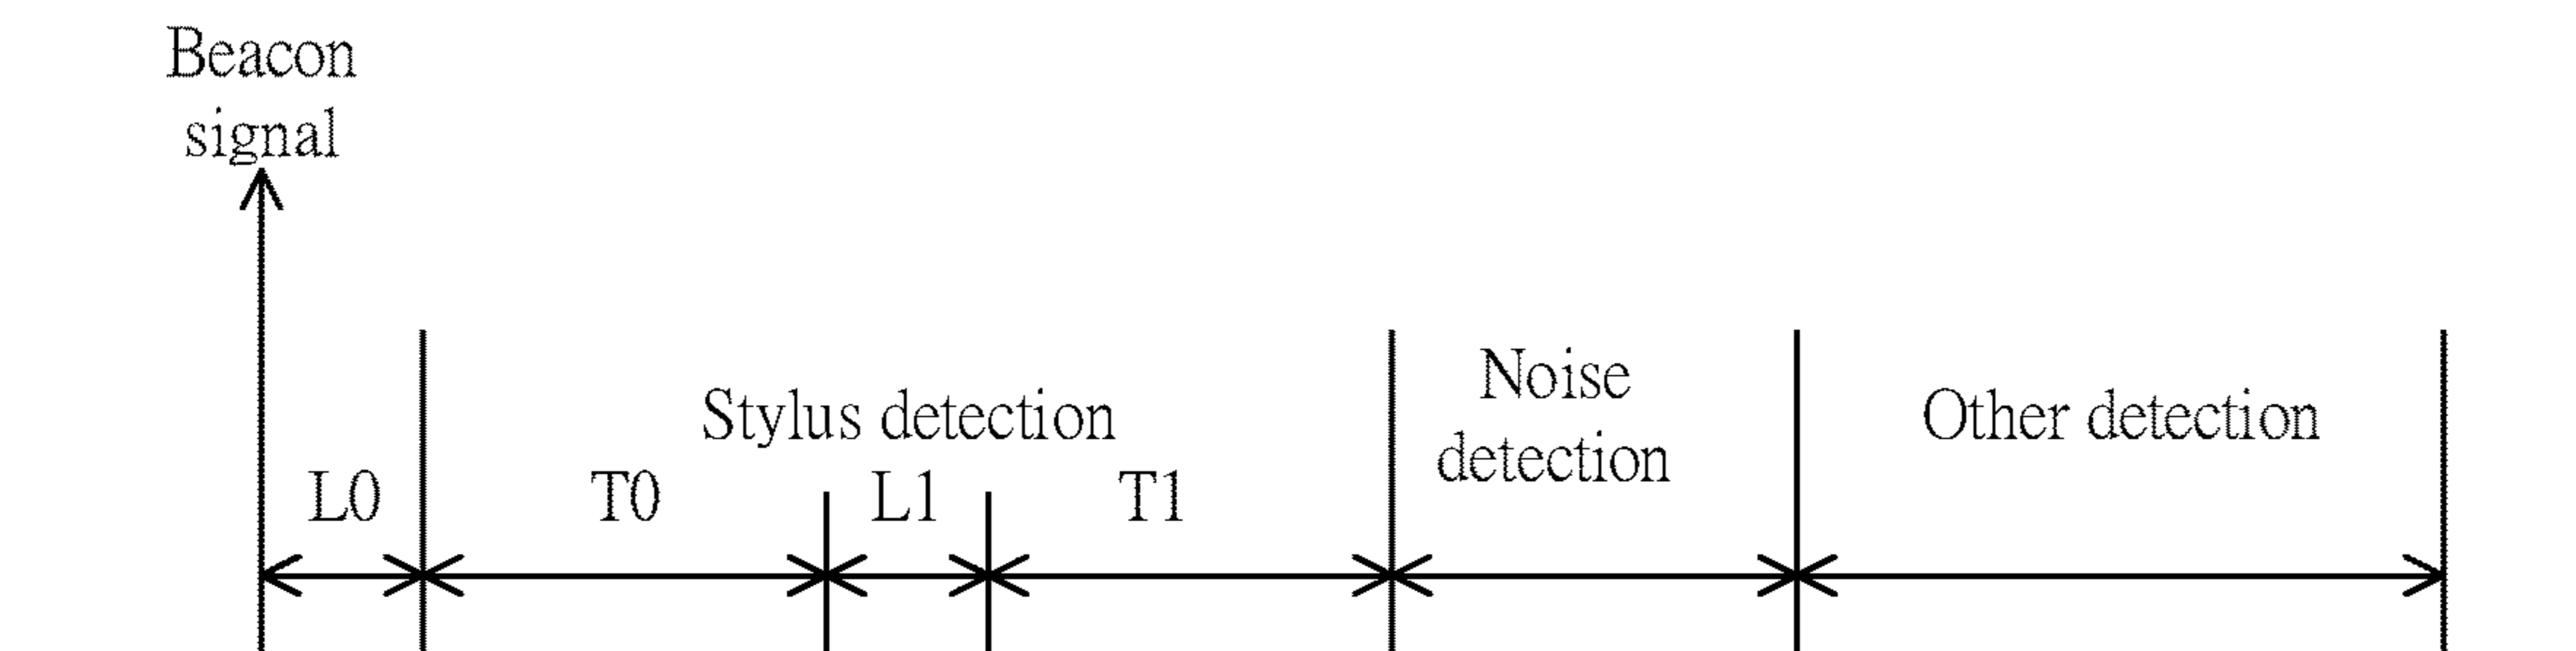 Beacon
signal
Noise
detection
Stylus detection
Other detection
L0
T0
L1
T1